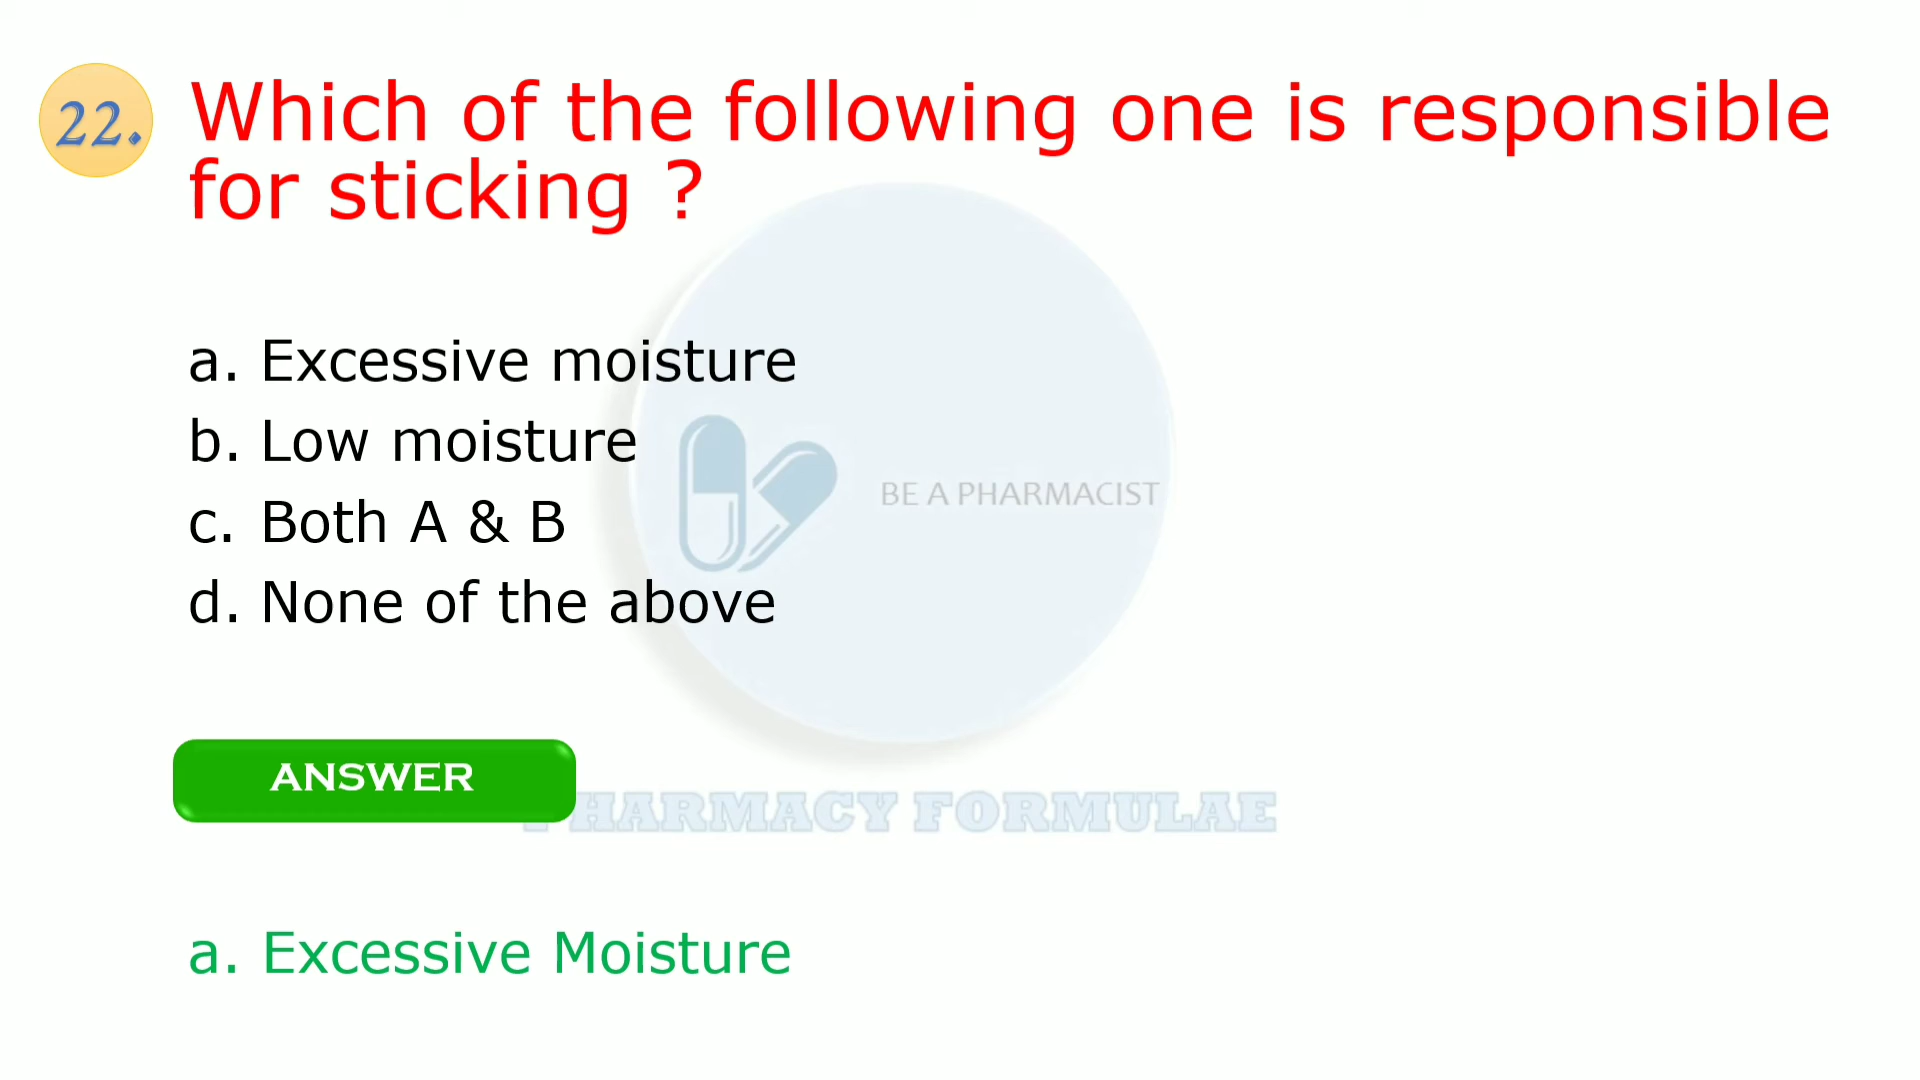 22. Which of the following one is responsible
for sticking ?
a. Excessive moisture
b. Low moisture
c. Both A & B
BE A PHARMACIST
d. None of the above
ANSWER
PHARMACY FORMULAE
a. Excessive Moisture